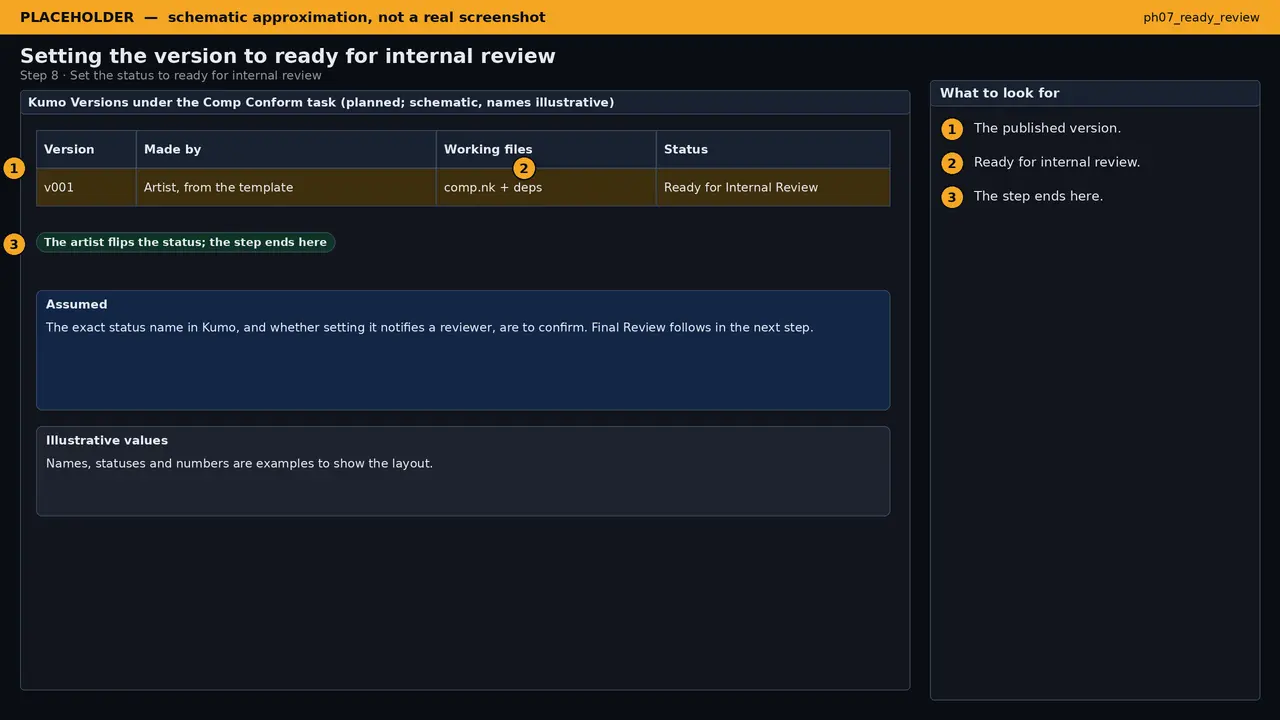 PLACEHOLDER — schematic approximation, not a real screenshot
ph07_ready_review
Setting the version to ready for internal review
Step 8 · Set the status to ready for internal review
Kumo Versions under the Comp Conform task (planned; schematic, names illustrative)
Version Made by Working files Status
1
2
v001 Artist, from the template comp.nk + deps Ready for Internal Review
3 The artist flips the status; the step ends here
Assumed
The exact status name in Kumo, and whether setting it notifies a reviewer, are to confirm. Final Review follows in the next step.
Illustrative values
Names, statuses and numbers are examples to show the layout.
What to look for
1 The published version.
2 Ready for internal review.
3 The step ends here.